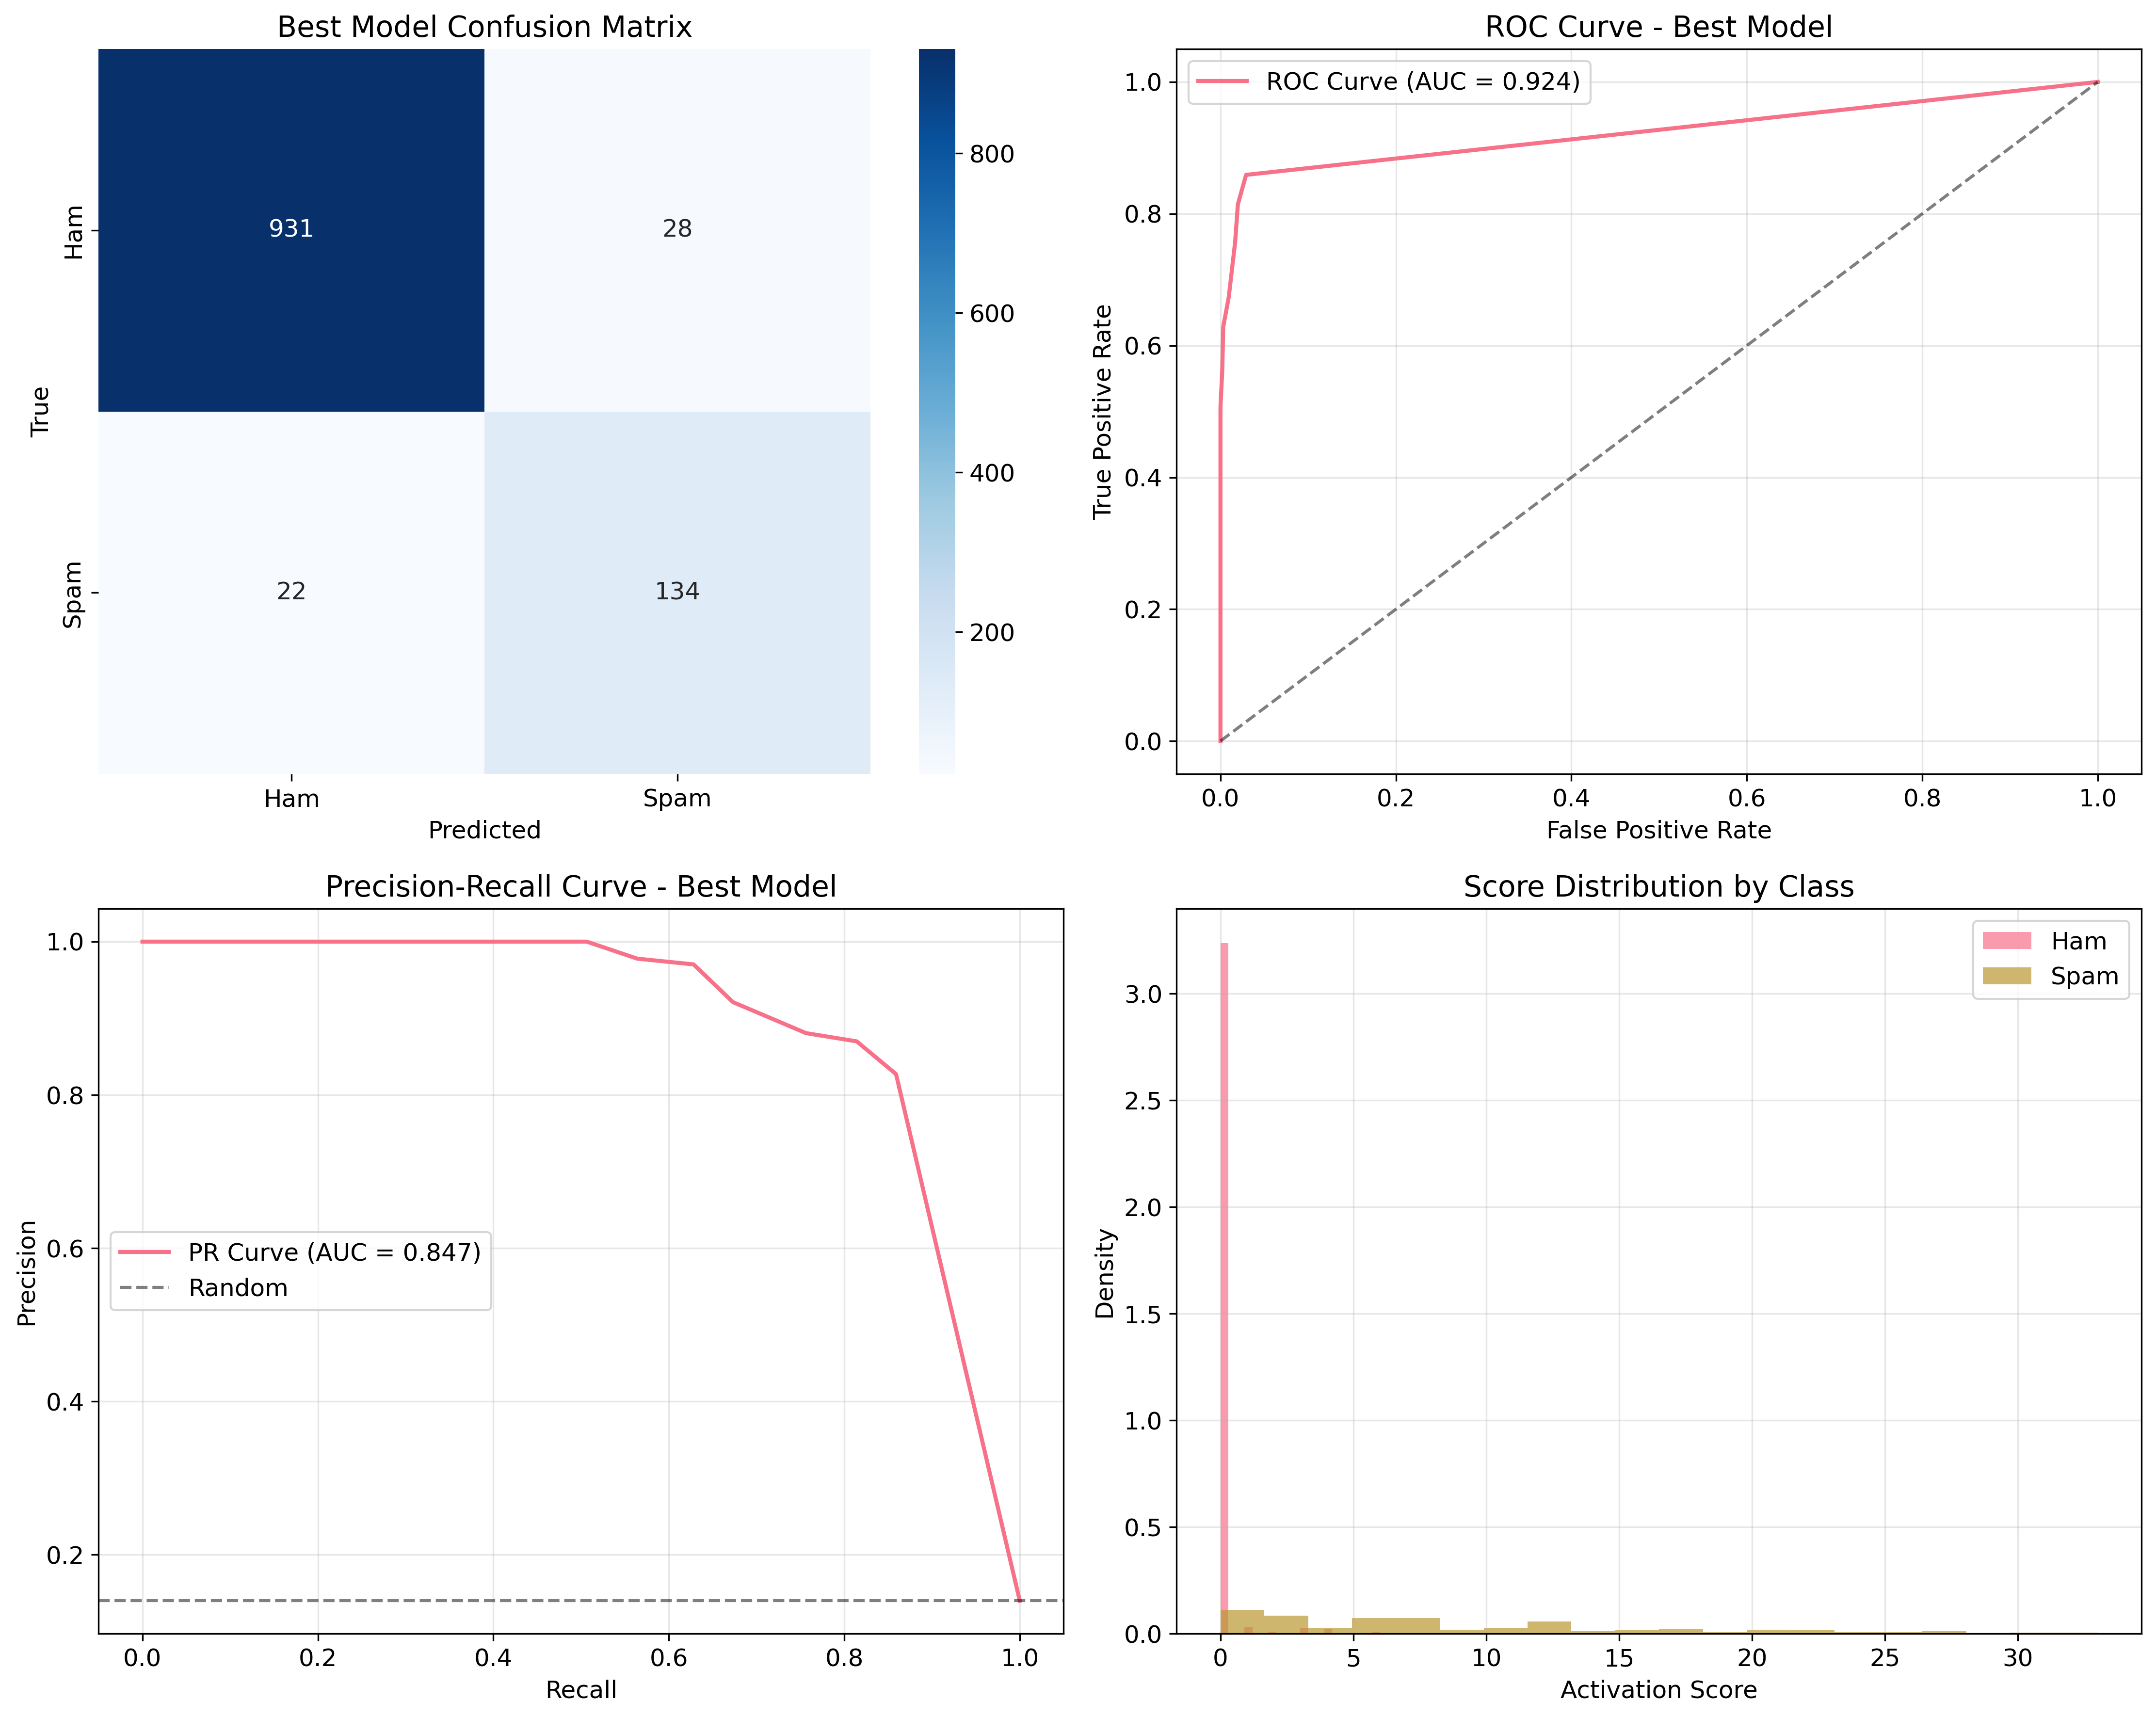 Best Model Confusion Matrix
True
Ham
Spam
931
28
22
134
Ham
Spam
Predicted
800
600
400
200
ROC Curve - Best Model
ROC Curve (AUC = 0.924)
True Positive Rate
1.0
0.8
0.6
0.4
0.2
0.0
0.0 0.2 0.4 0.6 0.8 1.0
False Positive Rate
Precision-Recall Curve - Best Model
Precision
1.0
0.8
0.6
0.4
0.2
PR Curve (AUC = 0.847)
Random
0.0 0.2 0.4 0.6 0.8 1.0
Recall
Score Distribution by Class
Ham
Spam
Density
3.0
2.5
2.0
1.5
1.0
0.5
0.0
0 5 10 15 20 25 30
Activation Score